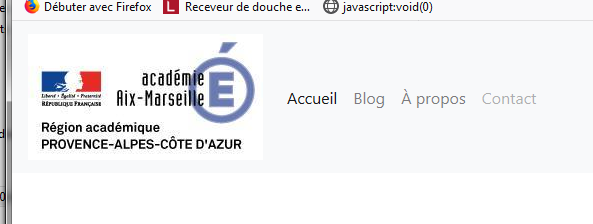 Débuter avec Firefox L Receveur de douche e... javascript:void(0)
académie
Aix-Marseille É
Liberté • Égalité • Fraternité
RÉPUBLIQUE FRANÇAISE
Accueil Blog À propos Contact
Région académique
PROVENCE-ALPES-CÔTE D'AZUR